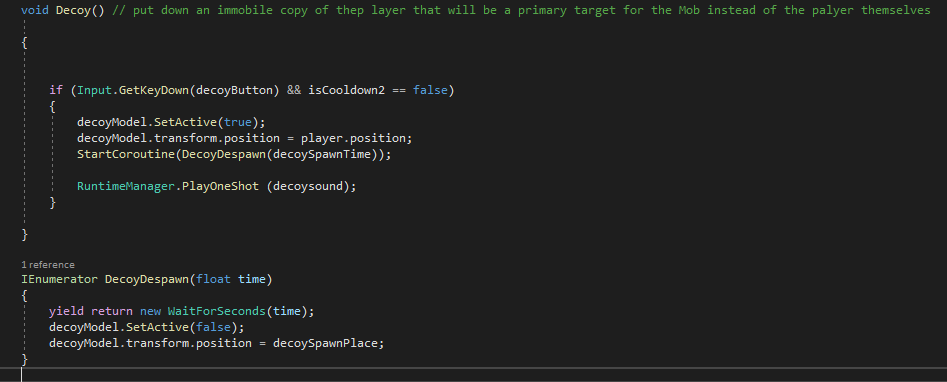 void Decoy() // put down an immobile copy of thep layer that will be a primary target for the Mob instead of the palyer themselves
{
if (Input.GetKeyDown(decoyButton) && isCooldown2 == false)
{
decoyModel.SetActive(true);
decoyModel.transform.position = player.position;
StartCoroutine(DecoyDespawn(decoySpawnTime));
RuntimeManager.PlayOneShot (decoysound);
}
}
1 reference
IEnumerator DecoyDespawn(float time)
{
yield return new WaitForSeconds(time);
decoyModel.SetActive(false);
decoyModel.transform.position = decoySpawnPlace;
}